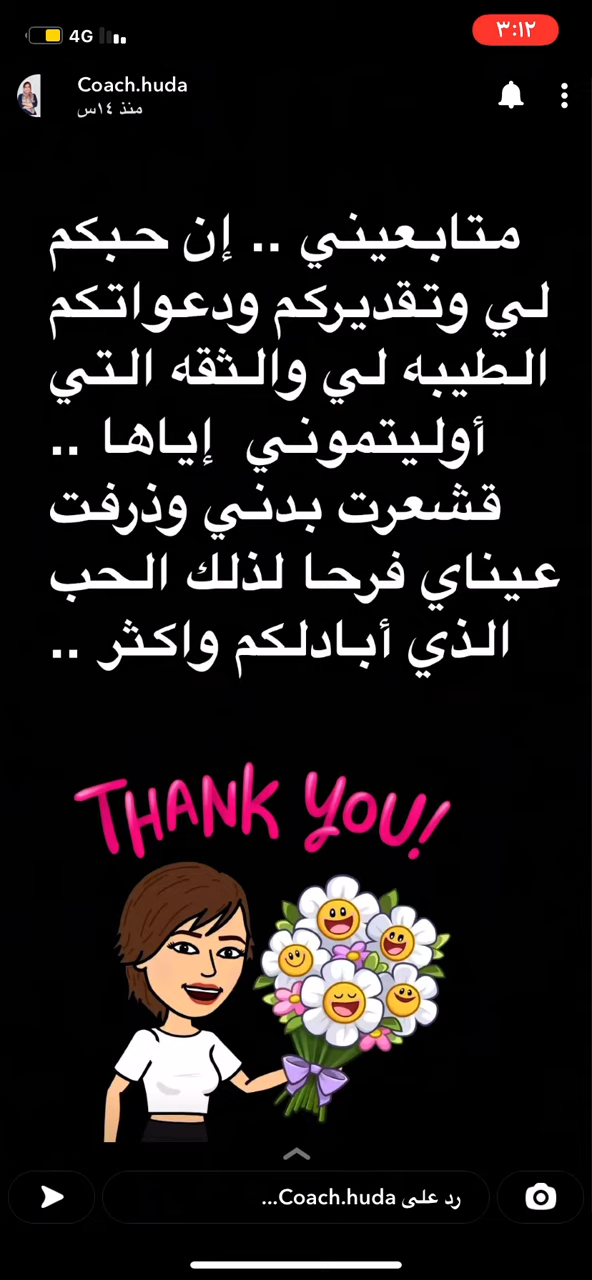 4G
٣:١٢
Coach.huda
منذ ١٤س
متابعيني .. إن حبكم
لي وتقديركم ودعواتكم
الطيبه لي والثقه التي
أوليتموني إياها ..
قشعرت بدني وذرفت
عيناي فرحا لذلك الحب
الذي أبادلكم واكثر ..
THANK YOU!
رد على Coach.huda...